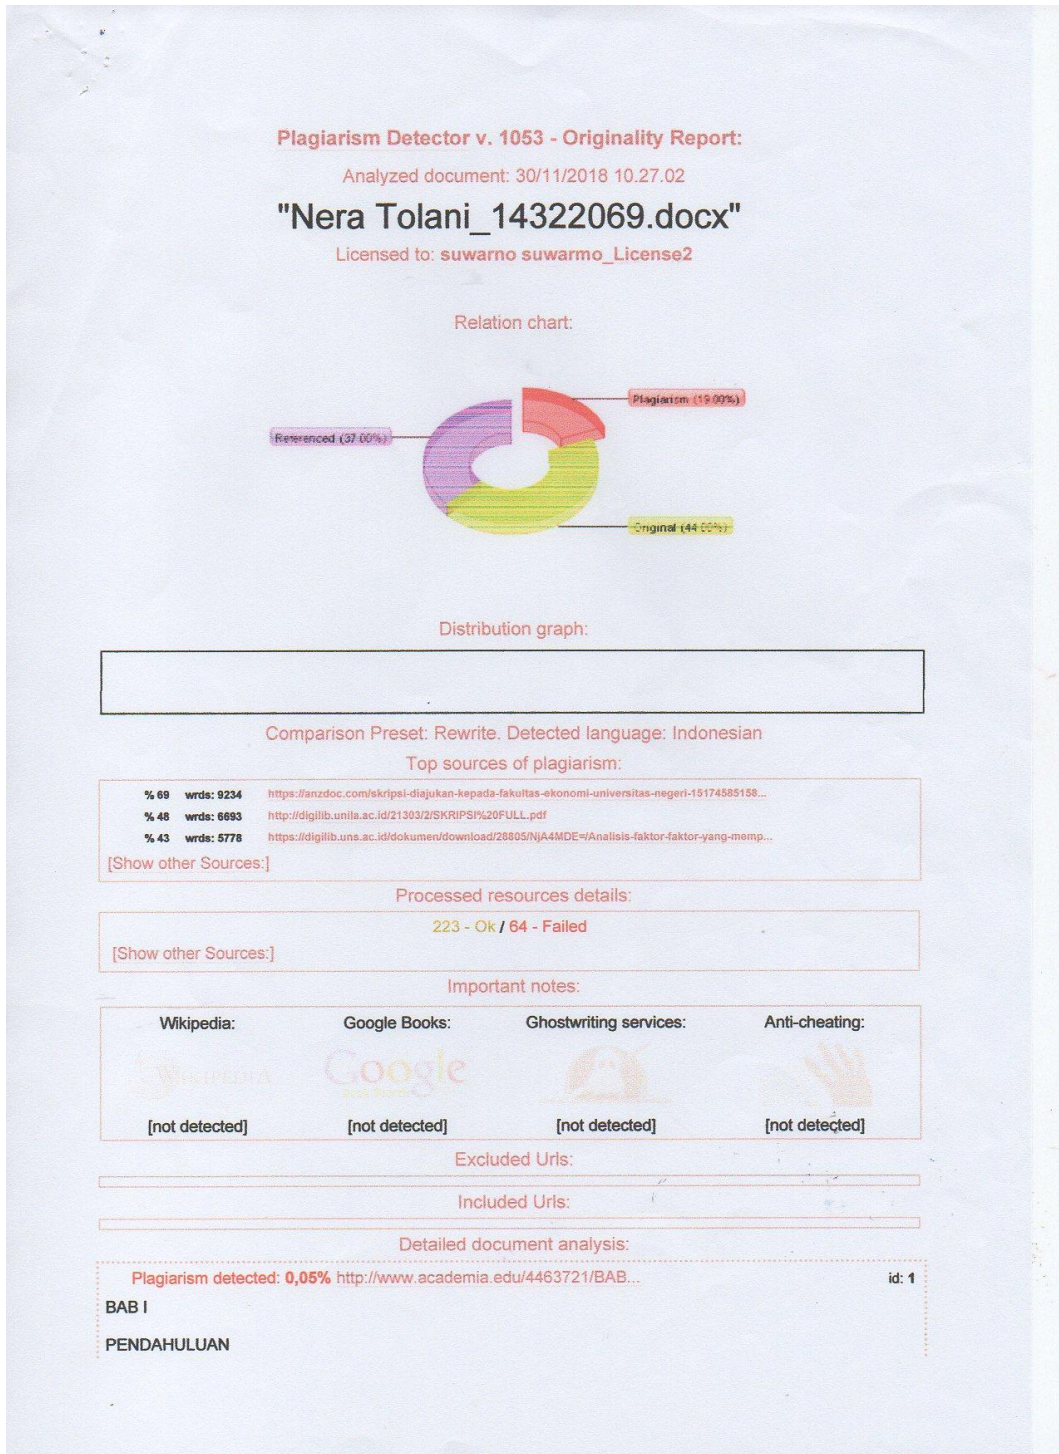 Plagiarism Detector v. 1053 - Originality Report:
Analyzed document: 30/11/2018 10.27.02
"Nera Tolani_14322069.docx"
Licensed to: suwarno suwarmo_License2
Relation chart:
Plagiarism (19.00%)
Referenced (37.00%)
Original (44.00%)
Distribution graph:
Comparison Preset: Rewrite. Detected language: Indonesian
Top sources of plagiarism:
% 69 wrds: 9234 https://anzdoc.com/skripsi-diajukan-kepada-fakultas-ekonomi-universitas-negeri-15174585158...
% 48 wrds: 6693 http://digilib.unila.ac.id/21303/2/SKRIPSI%20FULL.pdf
% 43 wrds: 5778 https://digilib.uns.ac.id/dokumen/download/28805/NjA4MDE=/Analisis-faktor-faktor-yang-memp...
[Show other Sources:]
Processed resources details:
223 - Ok / 64 - Failed
[Show other Sources:]
Important notes:
Wikipedia: Google Books: Ghostwriting services: Anti-cheating:
WIKIPEDIA Google
[not detected] [not detected] [not detected] [not detected]
Excluded Urls:
Included Urls:
Detailed document analysis:
Plagiarism detected: 0,05% http://www.academia.edu/4463721/BAB... id: 1
BAB I
PENDAHULUAN